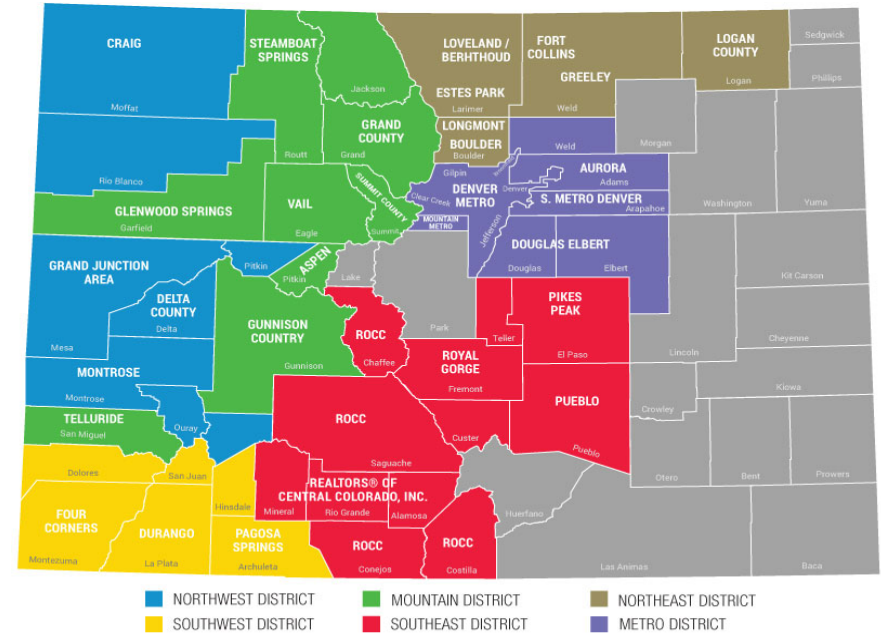 CRAIG
Moffat
STEAMBOAT
SPRINGS
Routt
Jackson
LOVELAND /
BERHTHOUD
ESTES PARK
Larimer
FORT
COLLINS
GREELEY
Weld
LOGAN
COUNTY
Logan
Sedgwick
Phillips
Rio Blanco
GRAND
COUNTY
Grand
LONGMONT
BOULDER
Boulder
Weld
Morgan
Washington
Yuma
GLENWOOD SPRINGS
Garfield
VAIL
Eagle
SUMMIT COUNTY
Summit
Gilpin
Clear Creek
DENVER
METRO
MOUNTAIN
METRO
Jefferson
Denver
AURORA
Adams
S. METRO DENVER
Arapahoe
GRAND JUNCTION
AREA
Mesa
Pitkin
ASPEN
Pitkin
Lake
Park
DOUGLAS ELBERT
Douglas
Elbert
Kit Carson
DELTA
COUNTY
Delta
GUNNISON
COUNTRY
Gunnison
ROCC
Chaffee
Teller
PIKES
PEAK
El Paso
Lincoln
Cheyenne
MONTROSE
Montrose
ROYAL
GORGE
Fremont
Kiowa
TELLURIDE
San Miguel
Ouray
ROCC
Saguache
Custer
PUEBLO
Pueblo
Crowley
Otero
Bent
Prowers
Dolores
San Juan
Hinsdale
REALTORS® OF
CENTRAL COLORADO, INC.
Mineral
Rio Grande
Alamosa
Huerfano
FOUR
CORNERS
Montezuma
DURANGO
La Plata
PAGOSA
SPRINGS
Archuleta
ROCC
Conejos
ROCC
Costilla
Las Animas
Baca
NORTHWEST DISTRICT
MOUNTAIN DISTRICT
NORTHEAST DISTRICT
SOUTHWEST DISTRICT
SOUTHEAST DISTRICT
METRO DISTRICT